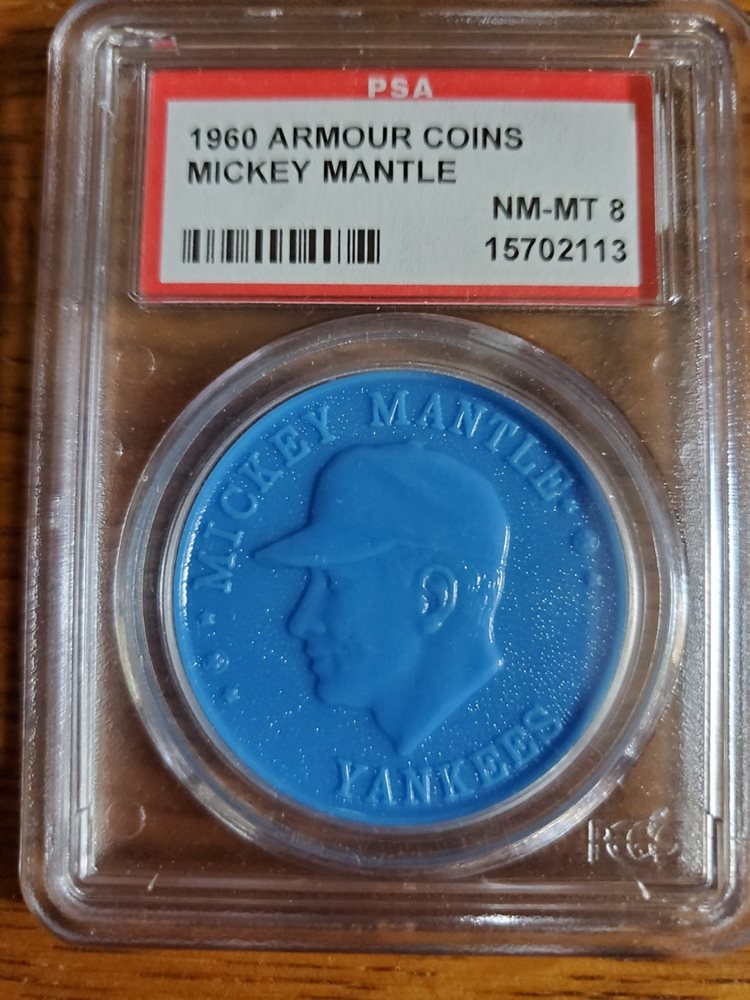 PSA
1960 ARMOUR COINS
MICKEY MANTLE
NM-MT 8
15702113
MICKEY MANTLE
YANKEES